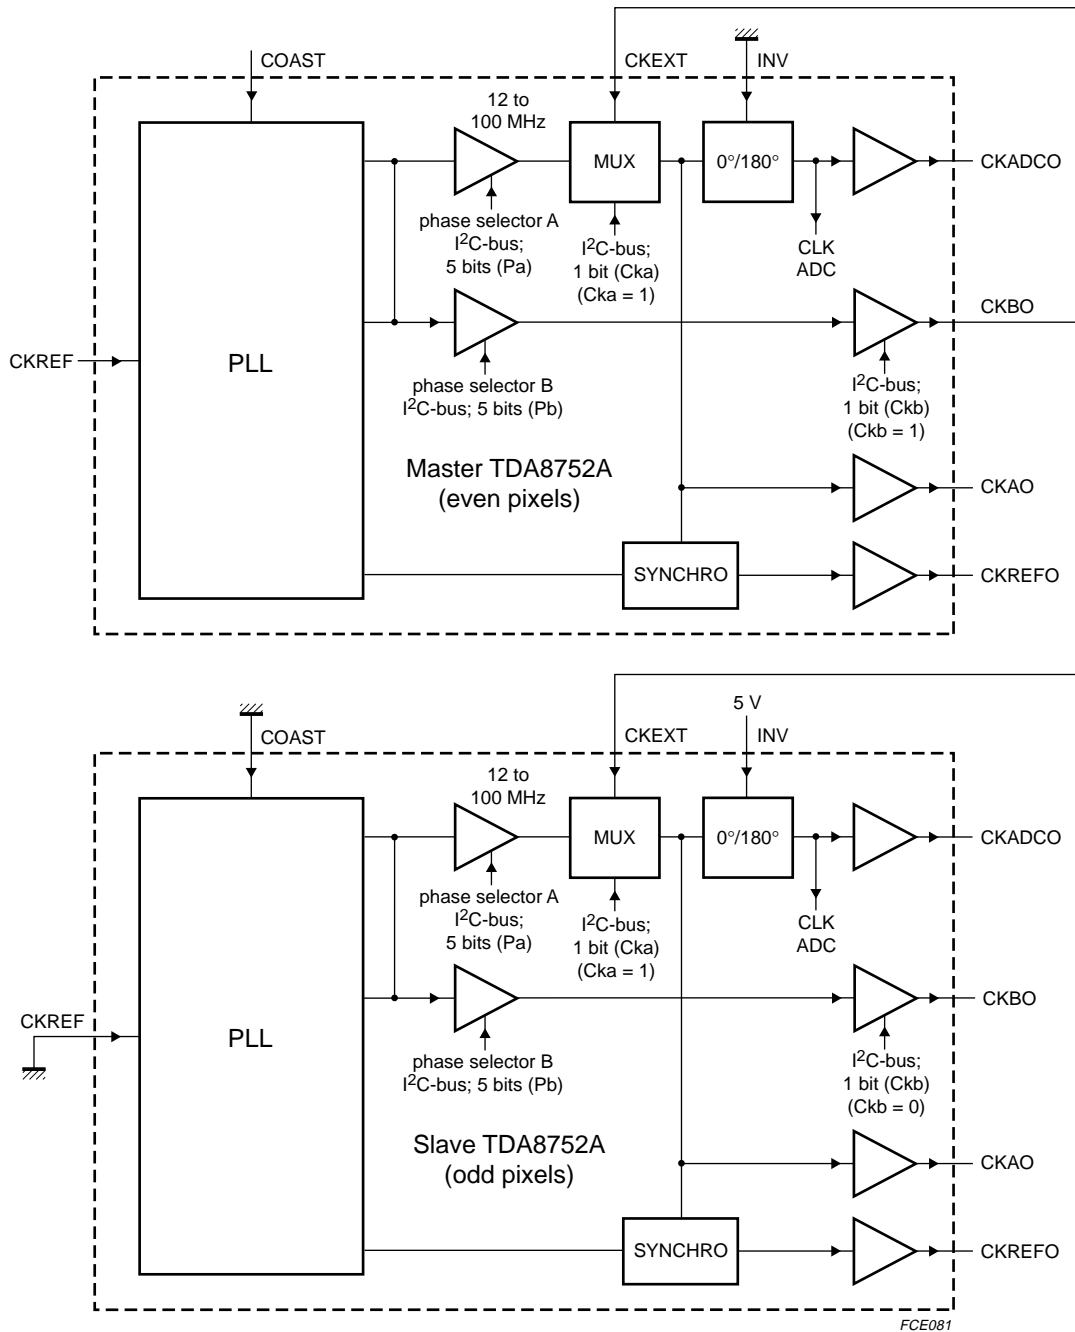 COAST
CKEXT
INV
12 to
100 MHz
MUX
0°/180°
CKADCO
phase selector A
I²C-bus;
5 bits (Pa)
I²C-bus;
1 bit (Cka)
(Cka = 1)
CLK
ADC
CKBO
CKREF
PLL
phase selector B
I²C-bus; 5 bits (Pb)
I²C-bus;
1 bit (Ckb)
(Ckb = 1)
Master TDA8752A
(even pixels)
CKAO
SYNCHRO
CKREFO
COAST
CKEXT
5 V
INV
12 to
100 MHz
MUX
0°/180°
CKADCO
phase selector A
I²C-bus;
5 bits (Pa)
I²C-bus;
1 bit (Cka)
(Cka = 1)
CLK
ADC
CKBO
CKREF
PLL
phase selector B
I²C-bus; 5 bits (Pb)
I²C-bus;
1 bit (Ckb)
(Ckb = 0)
Slave TDA8752A
(odd pixels)
CKAO
SYNCHRO
CKREFO
FCE081